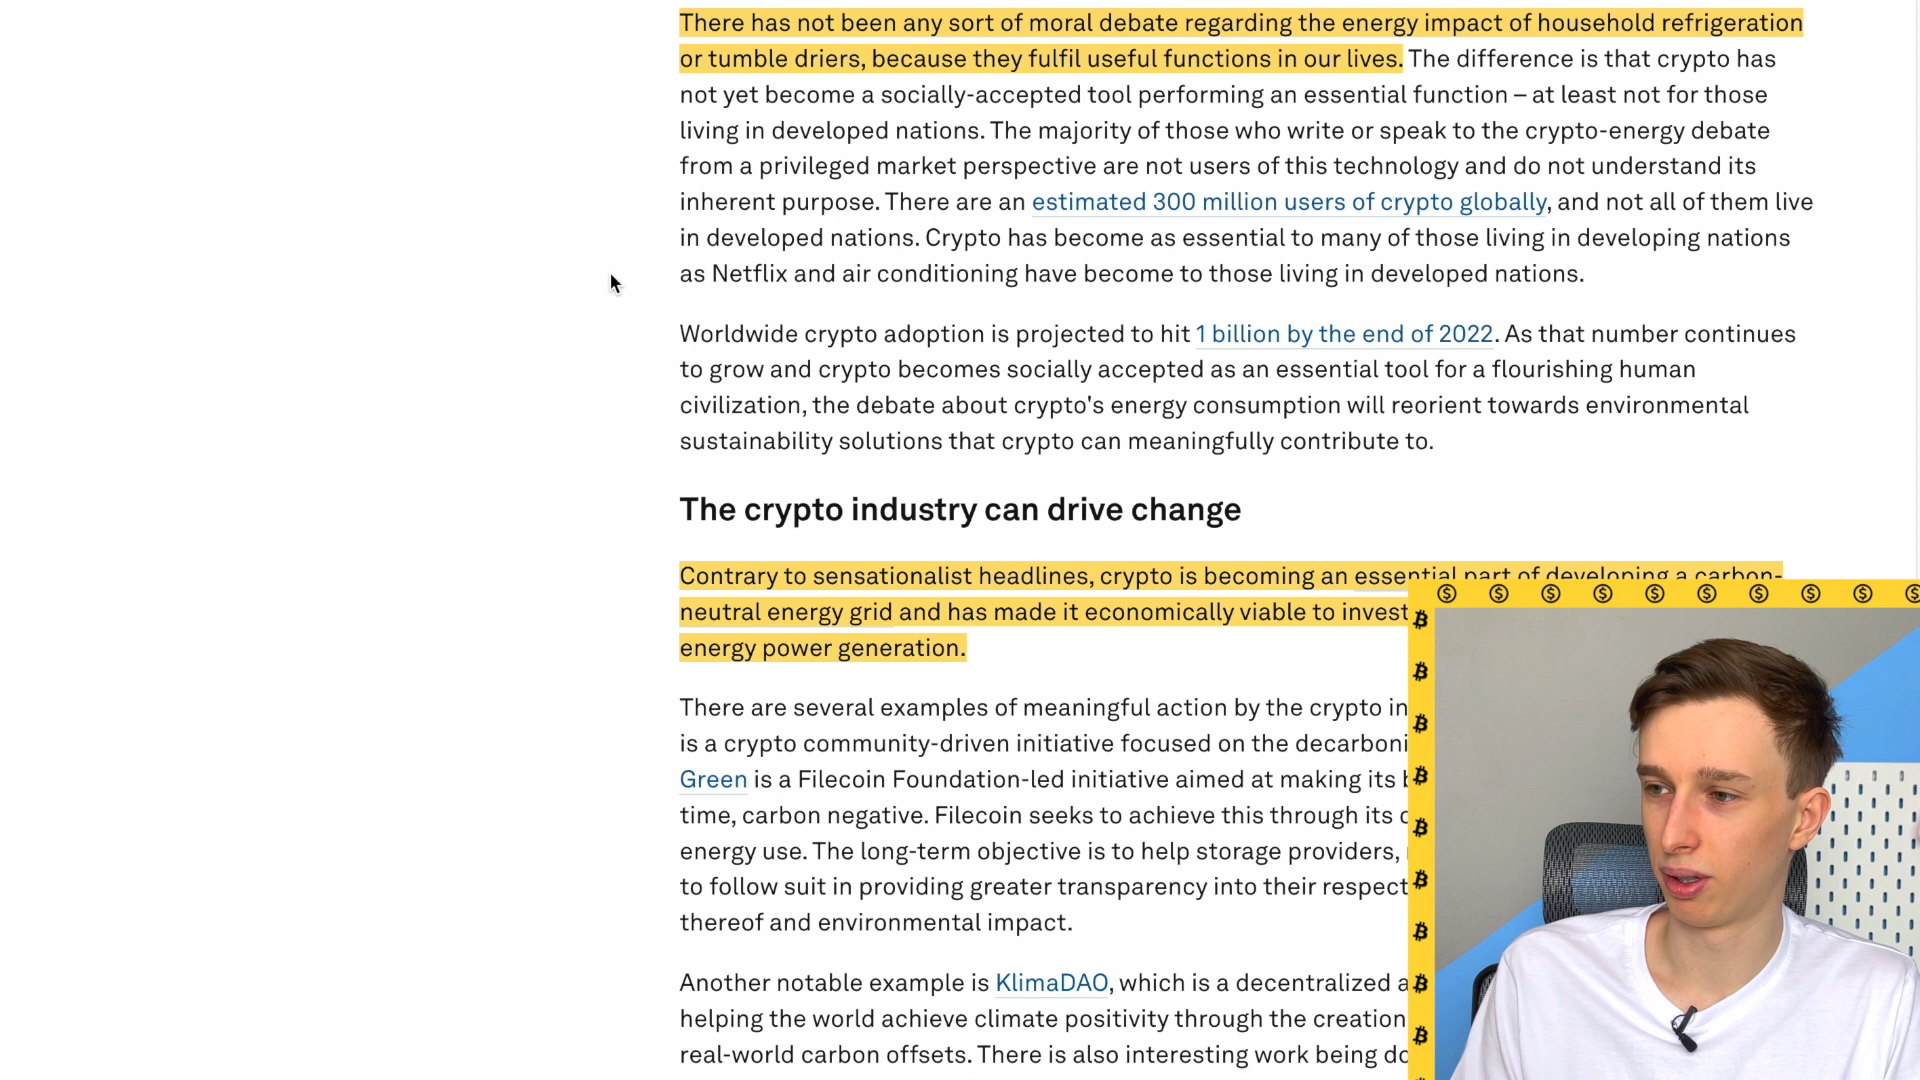 There has not been any sort of moral debate regarding the energy impact of household refrigeration
or tumble driers, because they fulfil useful functions in our lives. The difference is that crypto has
not yet become a socially-accepted tool performing an essential function – at least not for those
living in developed nations. The majority of those who write or speak to the crypto-energy debate
from a privileged market perspective are not users of this technology and do not understand its
inherent purpose. There are an estimated 300 million users of crypto globally, and not all of them live
in developed nations. Crypto has become as essential to many of those living in developing nations
as Netflix and air conditioning have become to those living in developed nations.
Worldwide crypto adoption is projected to hit 1 billion by the end of 2022. As that number continues
to grow and crypto becomes socially accepted as an essential tool for a flourishing human
civilization, the debate about crypto's energy consumption will reorient towards environmental
sustainability solutions that crypto can meaningfully contribute to.
The crypto industry can drive change
Contrary to sensationalist headlines, crypto is becoming an essential part of developing a carbon-
neutral energy grid and has made it economically viable to invest
energy power generation.
There are several examples of meaningful action by the crypto in
is a crypto community-driven initiative focused on the decarboni
Green is a Filecoin Foundation-led initiative aimed at making its
time, carbon negative. Filecoin seeks to achieve this through its
energy use. The long-term objective is to help storage providers,
to follow suit in providing greater transparency into their respect
thereof and environmental impact.
Another notable example is KlimaDAO, which is a decentralized a
helping the world achieve climate positivity through the creation
real-world carbon offsets. There is also interesting work being do